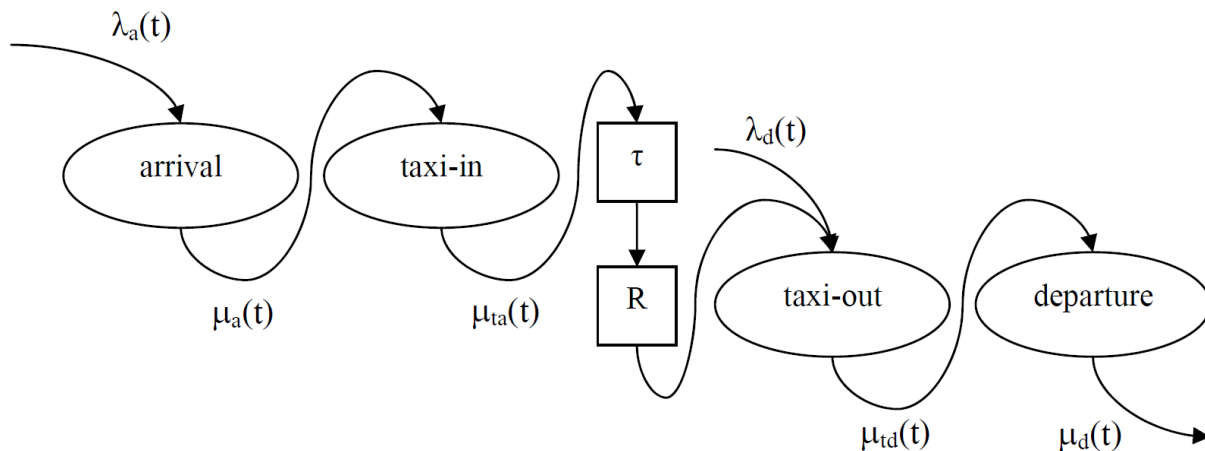 λa(t)
arrival
taxi-in
τ
λd(t)
R
taxi-out
departure
μa(t)
μta(t)
μtd(t)
μd(t)